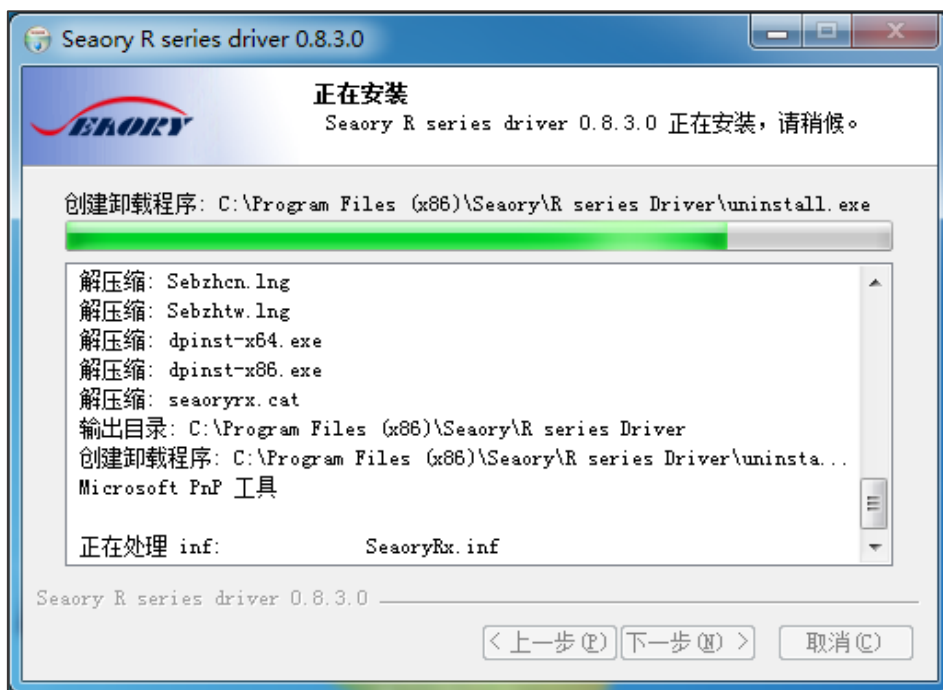 Seaory R series driver 0.8.3.0
SEAORY
正在安装
Seaory R series driver 0.8.3.0 正在安装，请稍候。
创建卸载程序: C:\Program Files (x86)\Seaory\R series Driver\uninstall.exe
解压缩: Sebzhcn.lng
解压缩: Sebzhtw.lng
解压缩: dpinst-x64.exe
解压缩: dpinst-x86.exe
解压缩: seaoryrx.cat
输出目录: C:\Program Files (x86)\Seaory\R series Driver
创建卸载程序: C:\Program Files (x86)\Seaory\R series Driver\uninsta...
Microsoft PnP 工具
正在处理 inf: SeaoryRx.inf
Seaory R series driver 0.8.3.0
< 上一步(P) 下一步(N) > 取消(C)